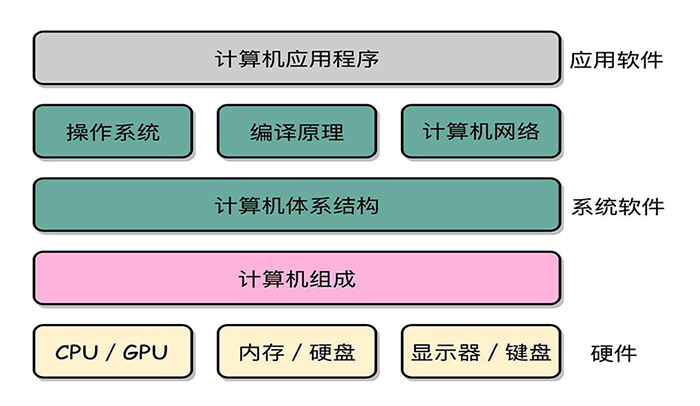 计算机应用程序 应用软件
操作系统 编译原理 计算机网络
计算机体系结构 系统软件
计算机组成
CPU / GPU 内存 / 硬盘 显示器 / 键盘 硬件